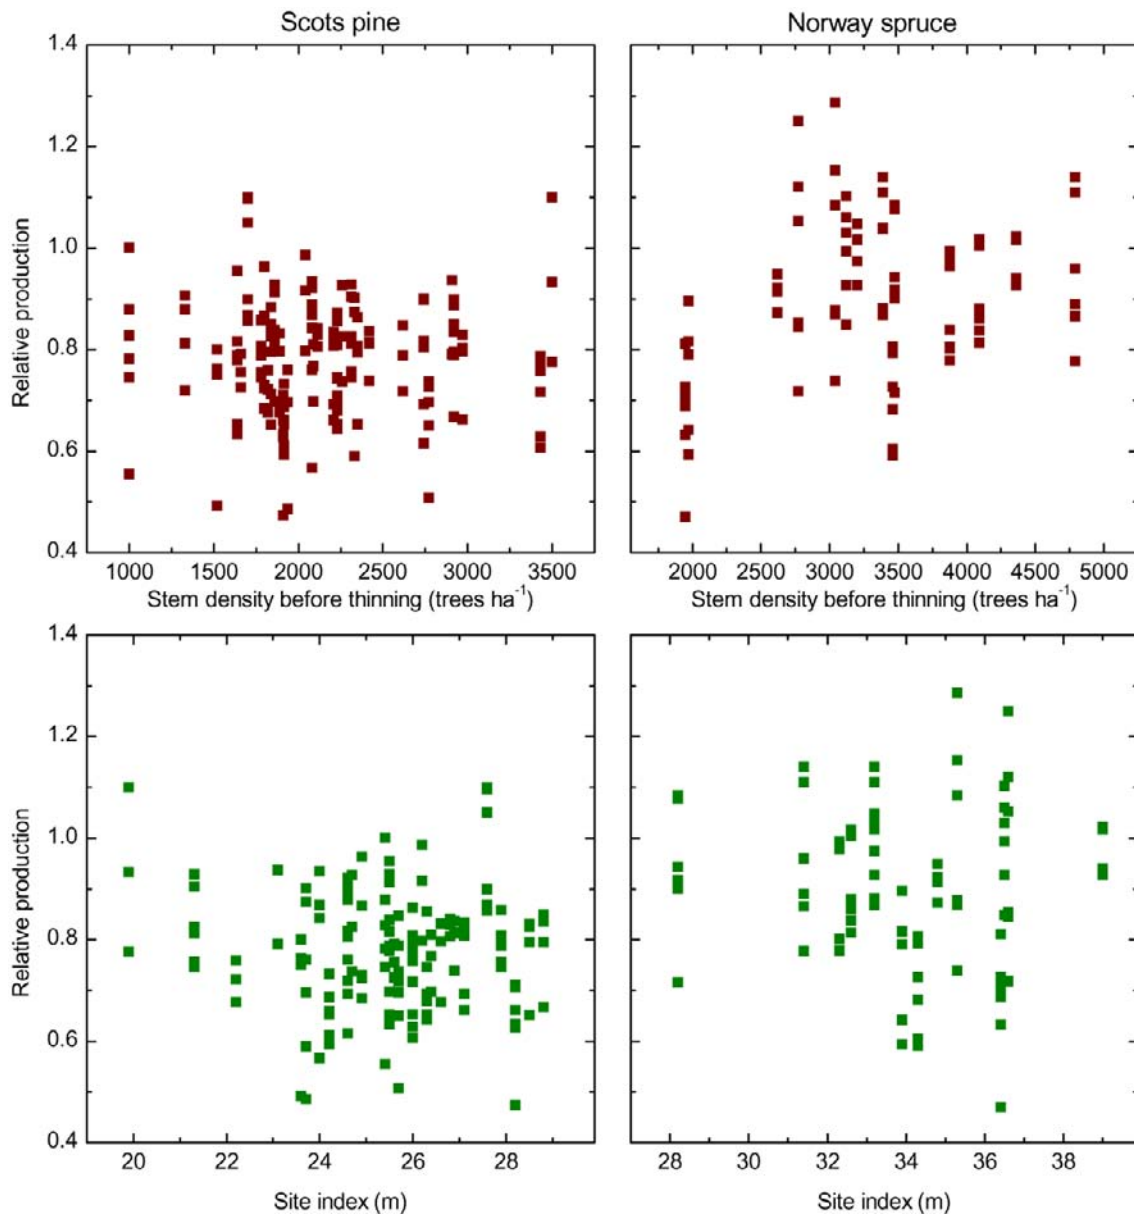 Scots pine
Norway spruce
1.4
1.2
1.0
0.8
0.6
0.4
Relative production
1000 1500 2000 2500 3000 3500
2000 2500 3000 3500 4000 4500 5000
Stem density before thinning (trees ha⁻¹)
Stem density before thinning (trees ha⁻¹)
1.4
1.2
1.0
0.8
0.6
0.4
Relative production
20 22 24 26 28
28 30 32 34 36 38
Site index (m)
Site index (m)